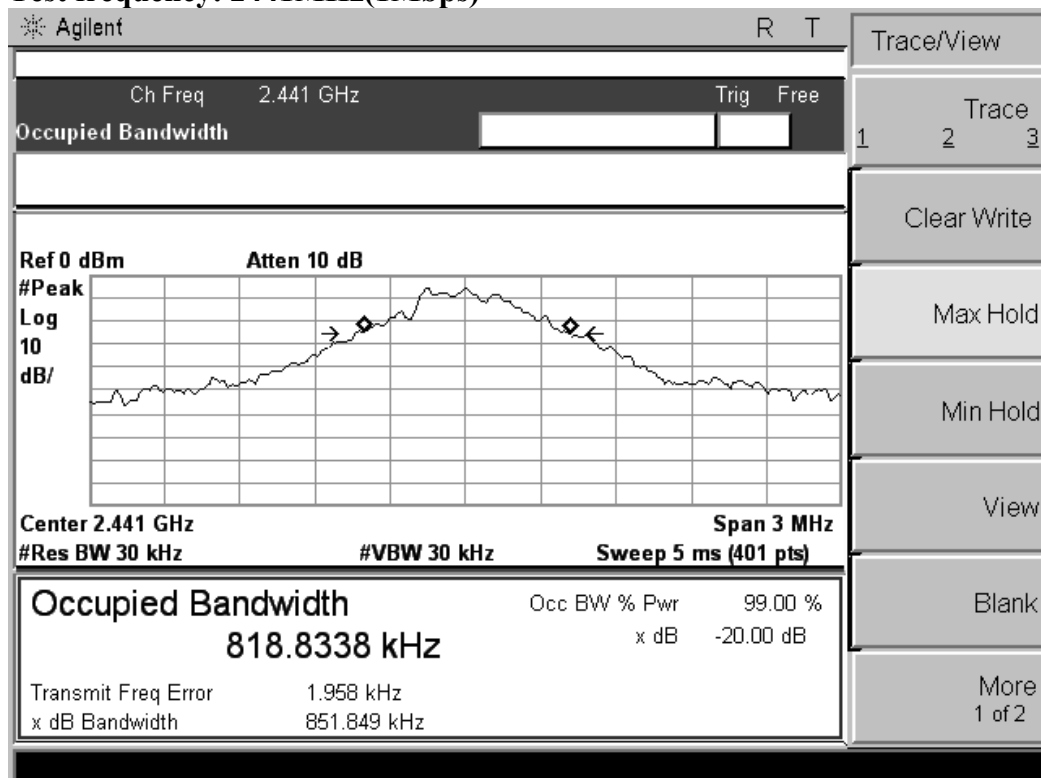 Test frequency: 2441MHz(1Mbps)
Agilent R T
Trace/View
Ch Freq 2.441 GHz Trig Free
Occupied Bandwidth
Trace
1 2 3
Clear Write
Ref 0 dBm Atten 10 dB
#Peak
Log
10
dB/
Max Hold
Min Hold
View
Center 2.441 GHz Span 3 MHz
#Res BW 30 kHz #VBW 30 kHz Sweep 5 ms (401 pts)
Occupied Bandwidth Occ BW % Pwr 99.00 %
818.8338 kHz x dB -20.00 dB
Blank
Transmit Freq Error 1.958 kHz
x dB Bandwidth 851.849 kHz
More
1 of 2